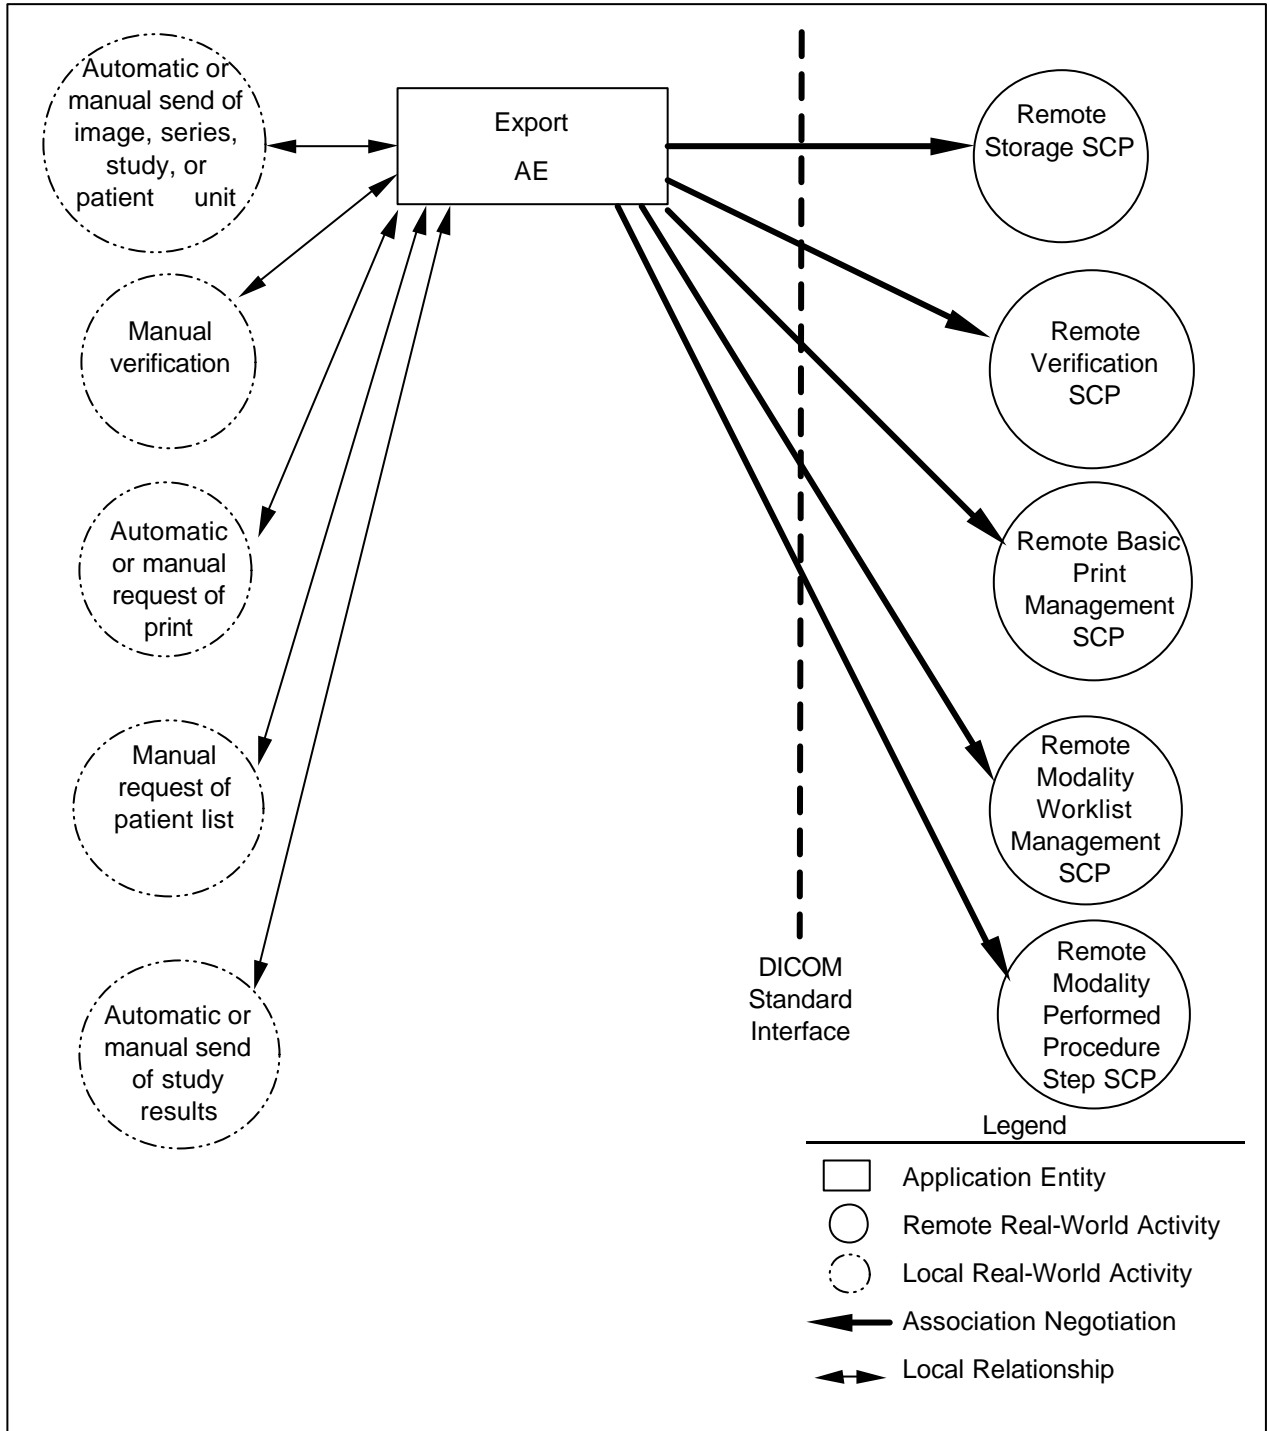 Automatic or
manual send of
image, series,
study, or
patient unit
Export
AE
Remote
Storage SCP
Manual
verification
Remote
Verification
SCP
Automatic
or manual
request of
print
Remote Basic
Print
Management
SCP
Manual
request of
patient list
Remote
Modality
Worklist
Management
SCP
Automatic or
manual send
of study
results
DICOM
Standard
Interface
Remote
Modality
Performed
Procedure
Step SCP
Legend
Application Entity
Remote Real-World Activity
Local Real-World Activity
Association Negotiation
Local Relationship